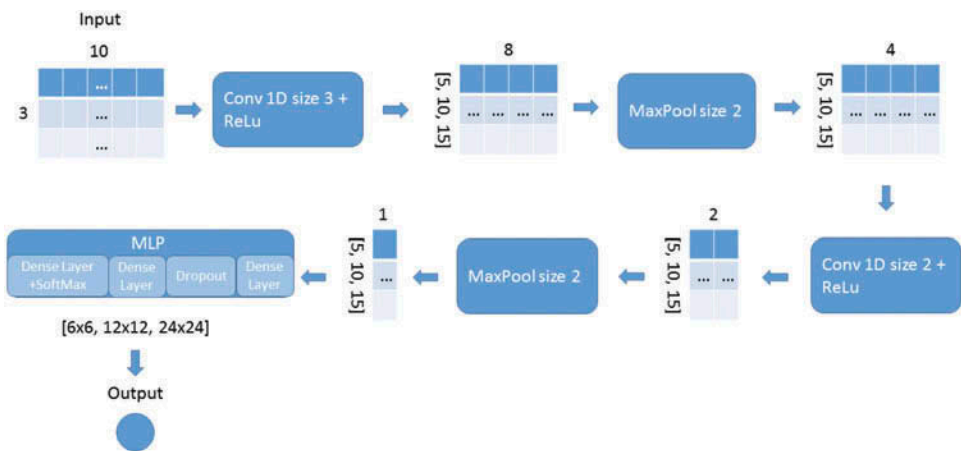 Input
10
3
...
...
...
Conv 1D size 3 +
ReLu
8
[5, 10, 15]
... ... ... ...
MaxPool size 2
4
[5, 10, 15]
... ... ... ...
Conv 1D size 2 +
ReLu
2
[5, 10, 15]
... ...
MaxPool size 2
1
[5, 10, 15]
...
MLP
Dense Layer
+SoftMax
Dense
Layer
Dropout
Dense
Layer
[6x6, 12x12, 24x24]
Output